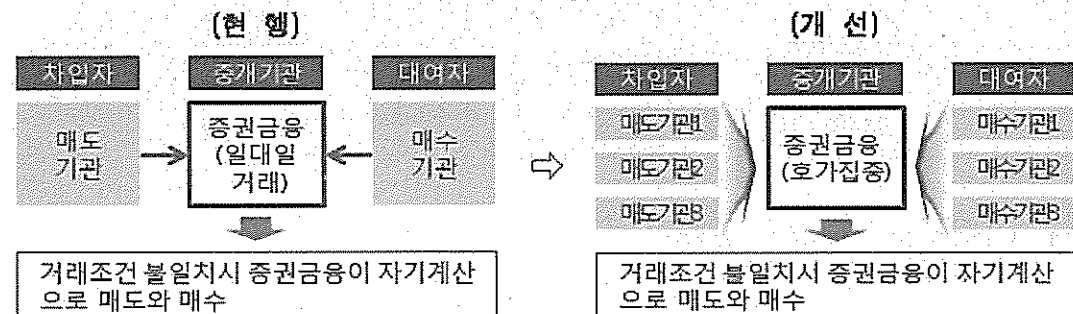 (현 행)
차입자
중개기관
대여자
매도
기관
증권금융
(일대일
거래)
매수
기관
거래조건 불일치시 증권금융이 자기계산
으로 매도와 매수
(개 선)
차입자
중개기관
대여자
매도기관1
매도기관2
매도기관3
증권금융
(호가집중)
매수기관1
매수기관2
매수기관3
거래조건 불일치시 증권금융이 자기계산
으로 매도와 매수